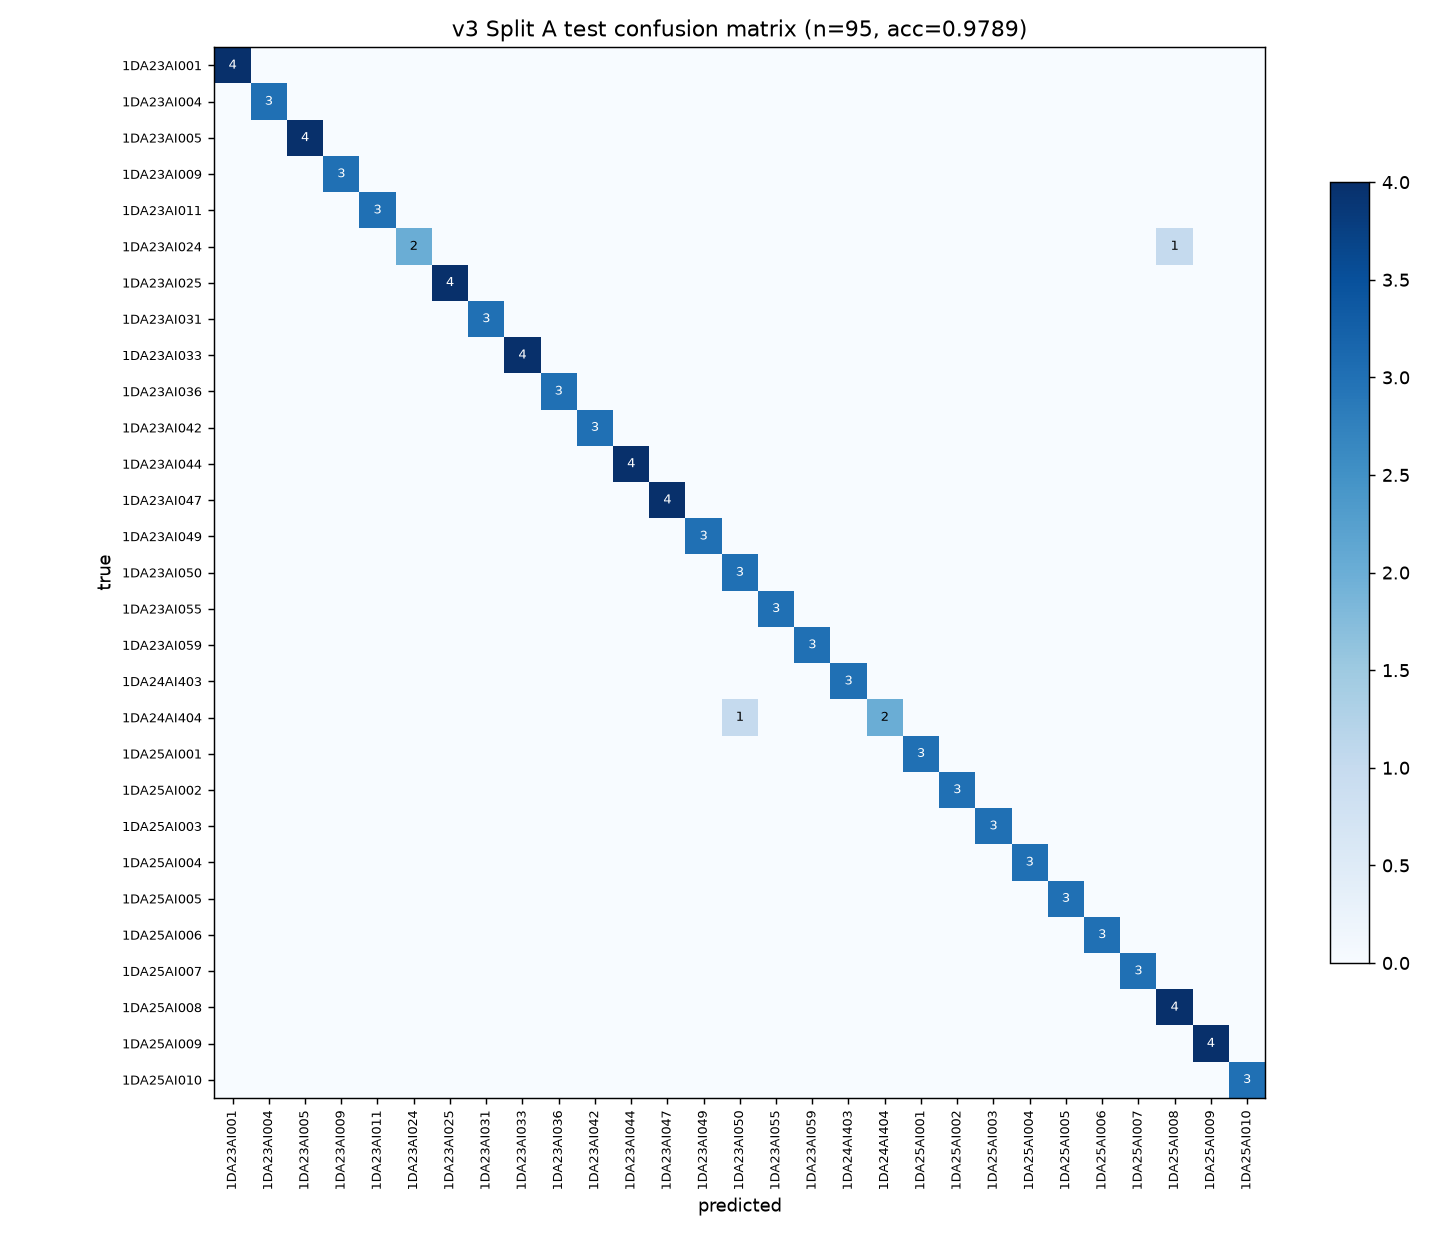 v3 Split A test confusion matrix (n=95, acc=0.9789)
1DA23AI001 4
1DA23AI004 3
1DA23AI005 4
1DA23AI009 3
1DA23AI011 3
1DA23AI024 2 1
1DA23AI025 4
1DA23AI031 3
1DA23AI033 4
1DA23AI036 3
1DA23AI042 3
1DA23AI044 4
1DA23AI047 4
1DA23AI049 3
1DA23AI050 3
1DA23AI055 3
1DA23AI059 3
1DA24AI403 3
1DA24AI404 1 2
1DA25AI001 3
1DA25AI002 3
1DA25AI003 3
1DA25AI004 3
1DA25AI005 3
1DA25AI006 3
1DA25AI007 3
1DA25AI008 4
1DA25AI009 4
1DA25AI010 3
true
1DA23AI001
1DA23AI004
1DA23AI005
1DA23AI009
1DA23AI011
1DA23AI024
1DA23AI025
1DA23AI031
1DA23AI033
1DA23AI036
1DA23AI042
1DA23AI044
1DA23AI047
1DA23AI049
1DA23AI050
1DA23AI055
1DA23AI059
1DA24AI403
1DA24AI404
1DA25AI001
1DA25AI002
1DA25AI003
1DA25AI004
1DA25AI005
1DA25AI006
1DA25AI007
1DA25AI008
1DA25AI009
1DA25AI010
predicted
4.0
3.5
3.0
2.5
2.0
1.5
1.0
0.5
0.0